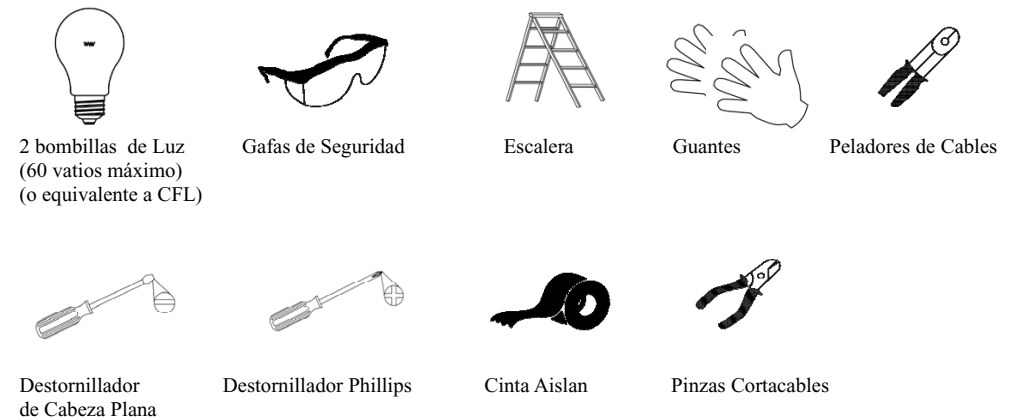 2 bombillas de Luz
(60 vatios máximo)
(o equivalente a CFL)
Gafas de Seguridad
Escalera
Guantes
Peladores de Cables
Destornillador
de Cabeza Plana
Destornillador Phillips
Cinta Aislan
Pinzas Cortacables